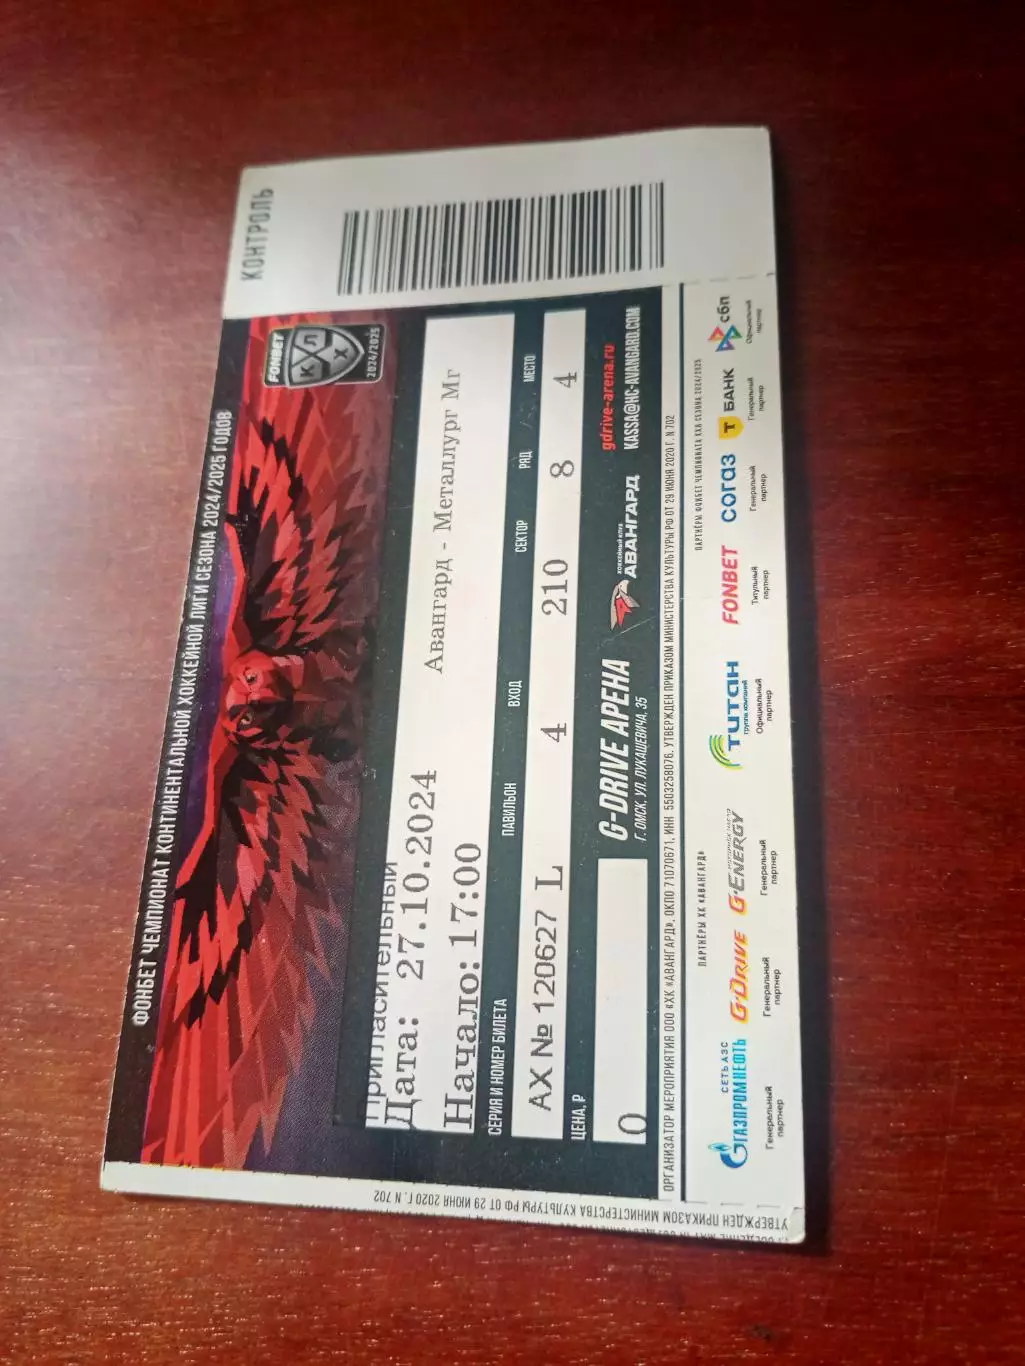 КОНТРОЛЬ
ФОНБЕТ ЧЕМПИОНАТ КОНТИНЕНТАЛЬНОЙ ХОККЕЙНОЙ ЛИГИ СЕЗОНА 2024/2025 ГОДОВ
FONBET
К Х Л
2024/2025
Пригласительный
Дата: 27.10.2024
Авангард - Металлург Мг
Начало: 17:00
СЕРИЯ И НОМЕР БИЛЕТА ПАВИЛЬОН ВХОД СЕКТОР РЯД МЕСТО
АХ № 120627 L 4 210 8 4
ЦЕНА, ₽
0
G-DRIVE АРЕНА
Г. ОМСК, УЛ. ЛУКАШЕВИЧА, 35
ХОККЕЙНЫЙ КЛУБ
АВАНГАРД
gdrive-arena.ru
KASSA@HC-AVANGARD.COM
ОРГАНИЗАТОР МЕРОПРИЯТИЯ ООО «ХК «АВАНГАРД». ОКПО 71070671, ИНН 5503258076. УТВЕРЖДЕН ПРИКАЗОМ МИНИСТЕРСТВА КУЛЬТУРЫ РФ ОТ 29 ИЮНЯ 2020 Г. N 702
ПАРТНЁРЫ ХК «АВАНГАРД»
ПАРТНЁРЫ ФОНБЕТ ЧЕМПИОНАТА КХЛ СЕЗОНА 2024/2025
СЕТЬ АЗС
ГАЗПРОМНЕФТЬ
Генеральный партнер
G-DRIVE
Генеральный партнер
G-ENERGY
Генеральный партнер
ТИТАН
группа компаний
Официальный партнер
FONBET
Титульный партнер
СОГАЗ
Генеральный партнер
Т БАНК
Генеральный партнер
сбп
Официальный партнер
УТВЕРЖДЕН ПРИКАЗОМ МИНИСТЕРСТВА КУЛЬТУРЫ РФ ОТ 29 ИЮНЯ 2020 Г. N 702